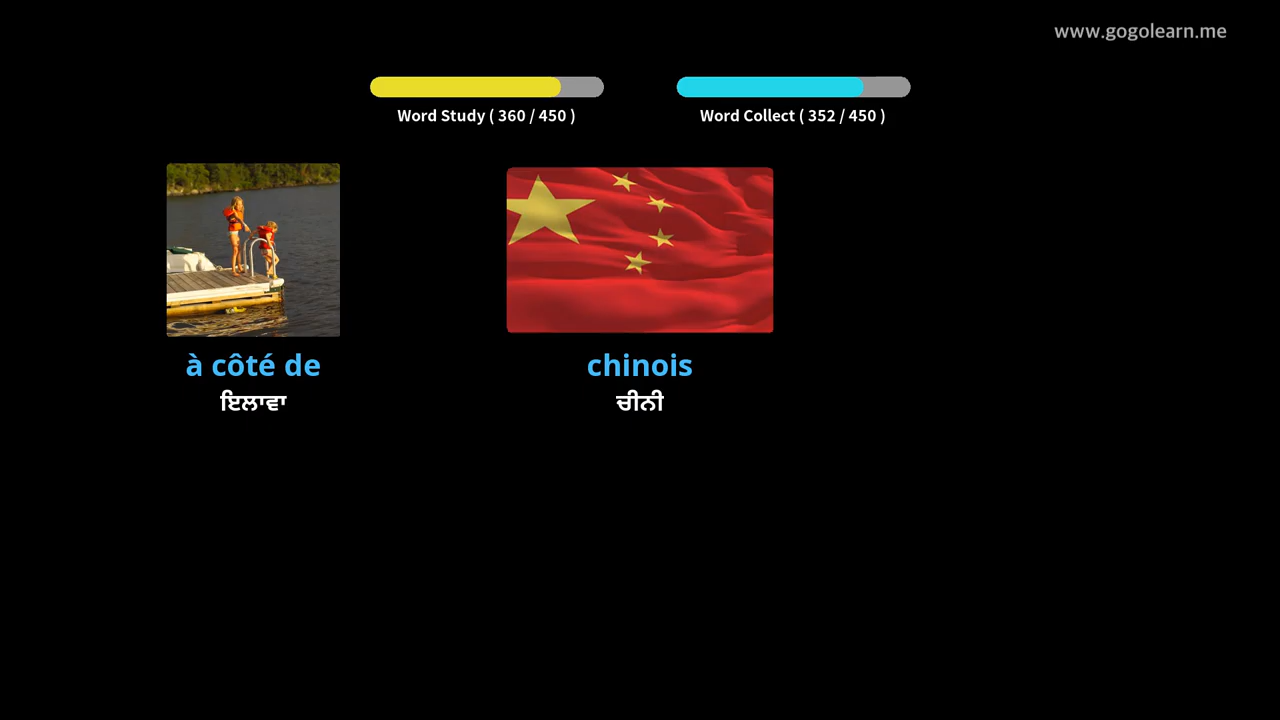 www.gogolearn.me
Word Study ( 360 / 450 )
Word Collect ( 352 / 450 )
à côté de
ਇਲਾਵਾ
chinois
ਚੀਨੀ